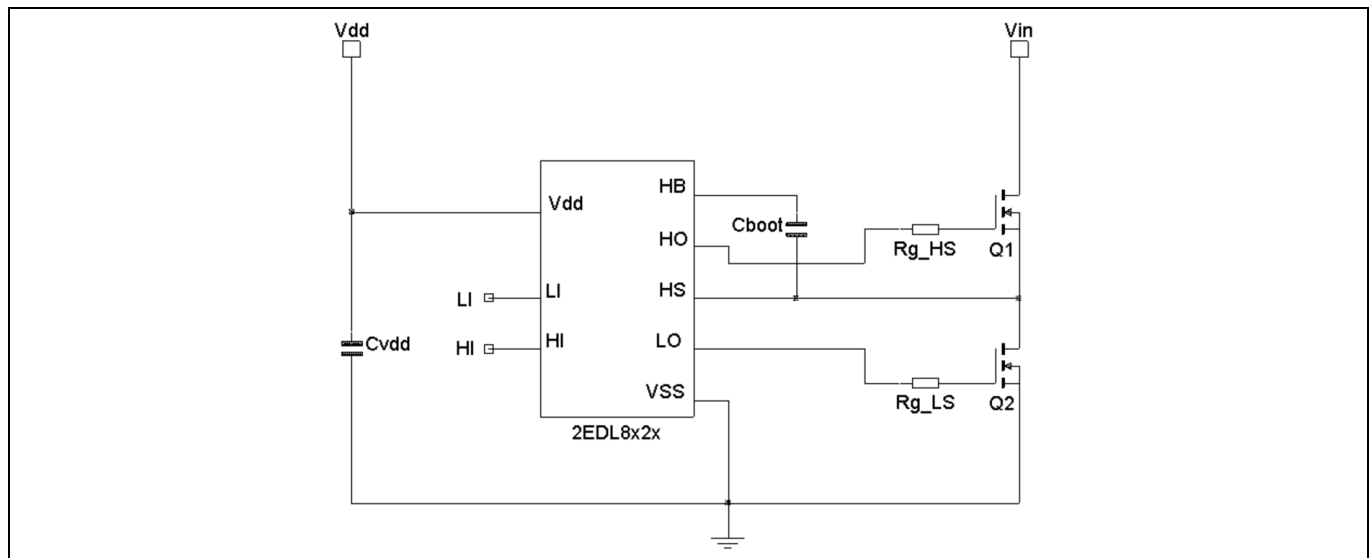 Vdd
Vin
HB
Vdd
Cboot
HO
Rg_HS
Q1
LI
LI
HS
Cvdd
HI
HI
LO
Rg_LS
Q2
VSS
2EDL8x2x